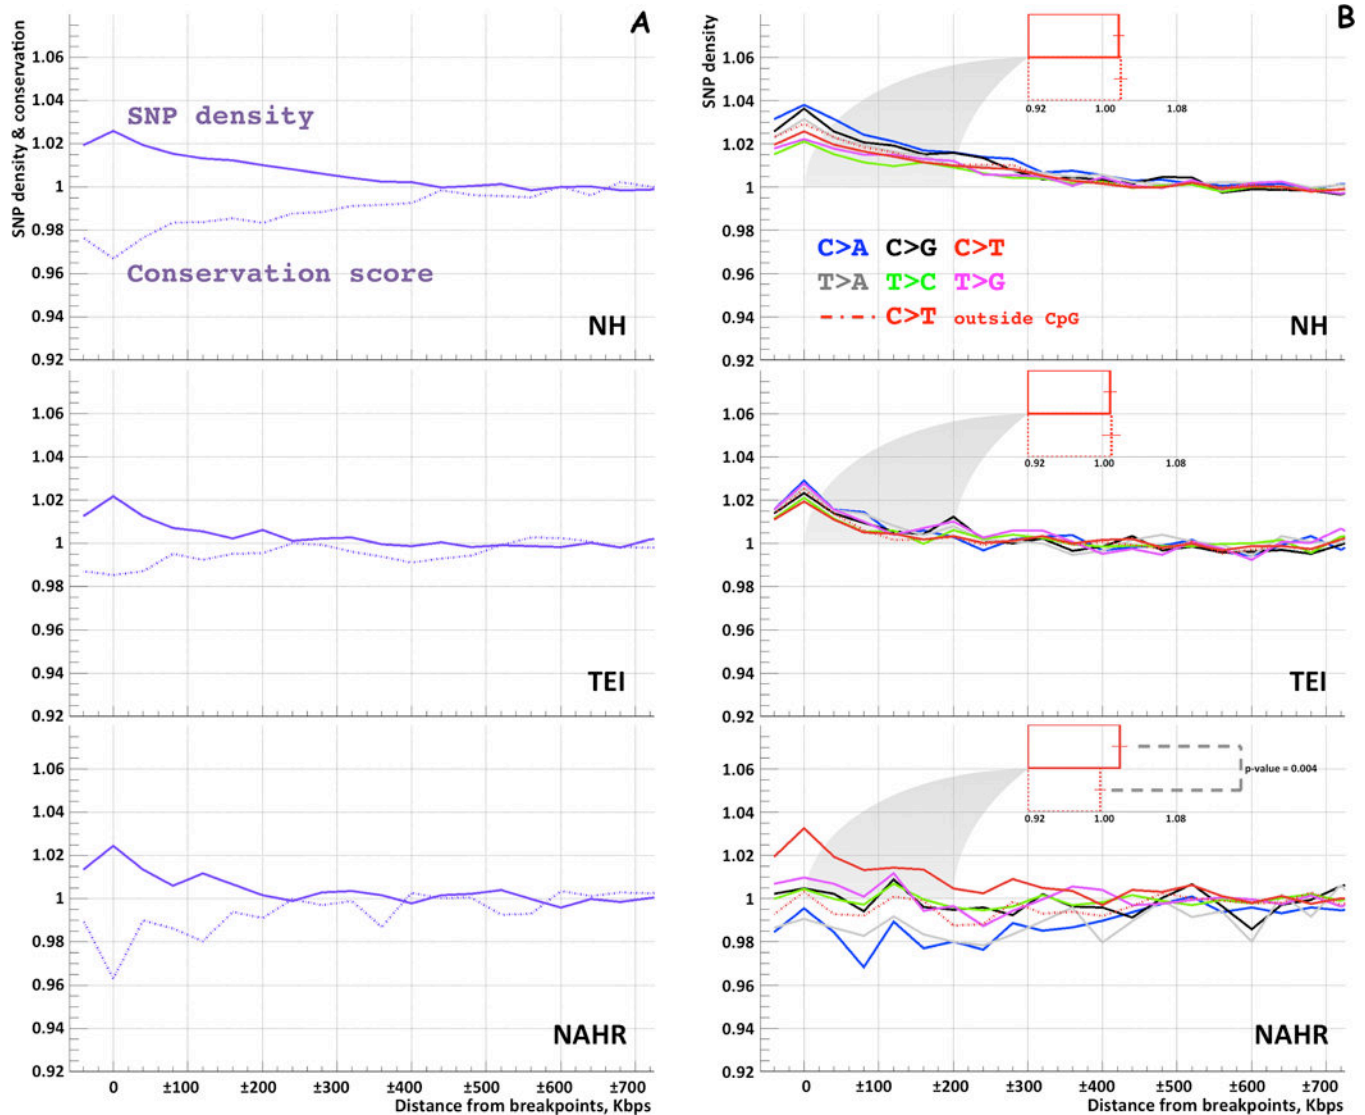 A
SNP density & conservation
1.06
1.04
1.02
1
0.98
0.96
0.94
0.92
SNP density
Conservation score
NH
1.06
1.04
1.02
1
0.98
0.96
0.94
0.92
TEI
1.06
1.04
1.02
1
0.98
0.96
0.94
0.92
NAHR
0 ±100 ±200 ±300 ±400 ±500 ±600 ±700
Distance from breakpoints, Kbps
B
SNP density
1.06
1.04
1.02
1
0.98
0.96
0.94
0.92
0.92 1.00 1.08
C>A C>G C>T
T>A T>C T>G
C>T outside CpG
NH
1.06
1.04
1.02
1
0.98
0.96
0.94
0.92
0.92 1.00 1.08
TEI
1.06
1.04
1.02
1
0.98
0.96
0.94
0.92
p-value = 0.004
0.92 1.00 1.08
NAHR
0 ±100 ±200 ±300 ±400 ±500 ±600 ±700
Distance from breakpoints, Kbps